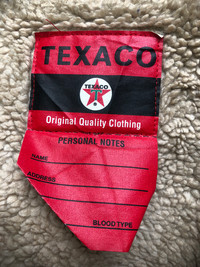 TEXACO
TEXACO
T
Original Quality Clothing
PERSONAL NOTES
NAME
ADDRESS
BLOOD TYPE